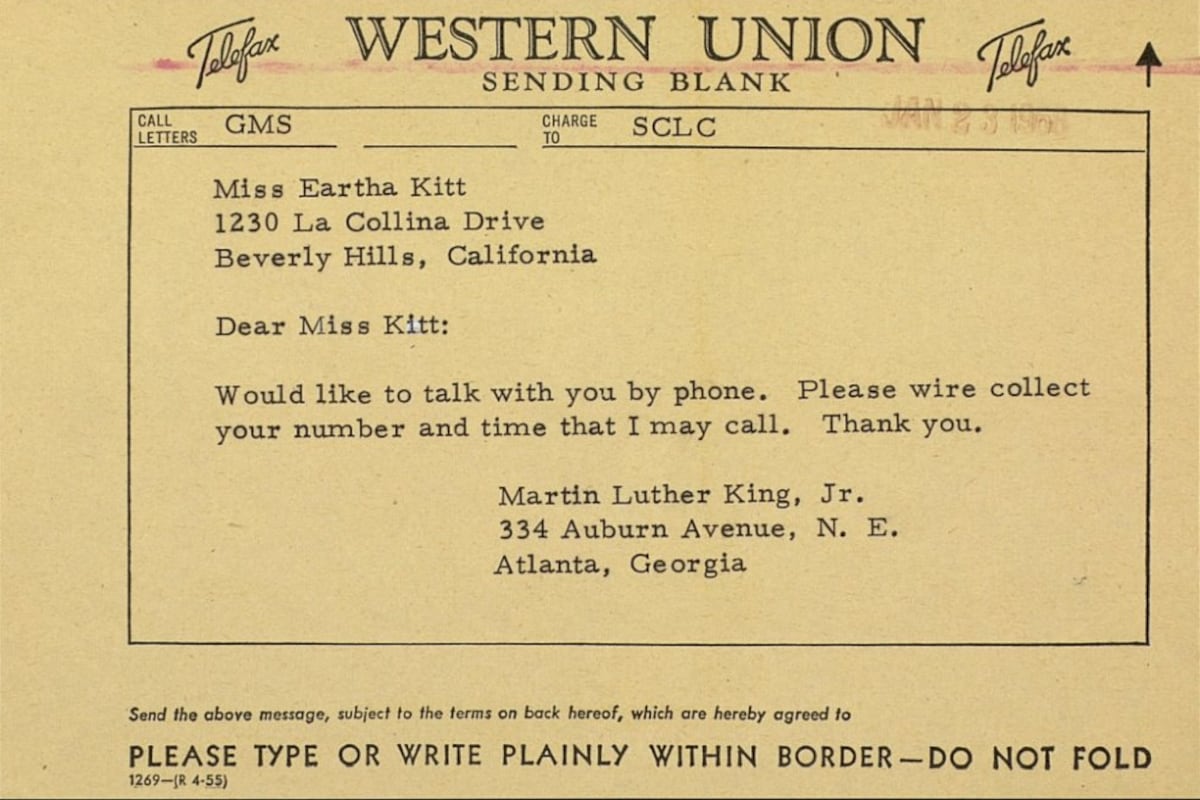 Telefax WESTERN UNION Telefax
SENDING BLANK
CALL LETTERS GMS CHARGE TO SCLC
JAN 23
Miss Eartha Kitt
1230 La Collina Drive
Beverly Hills, California
Dear Miss Kitt:
Would like to talk with you by phone. Please wire collect
your number and time that I may call. Thank you.
Martin Luther King, Jr.
334 Auburn Avenue, N. E.
Atlanta, Georgia
Send the above message, subject to the terms on back hereof, which are hereby agreed to
PLEASE TYPE OR WRITE PLAINLY WITHIN BORDER—DO NOT FOLD
1269—(R 4-55)